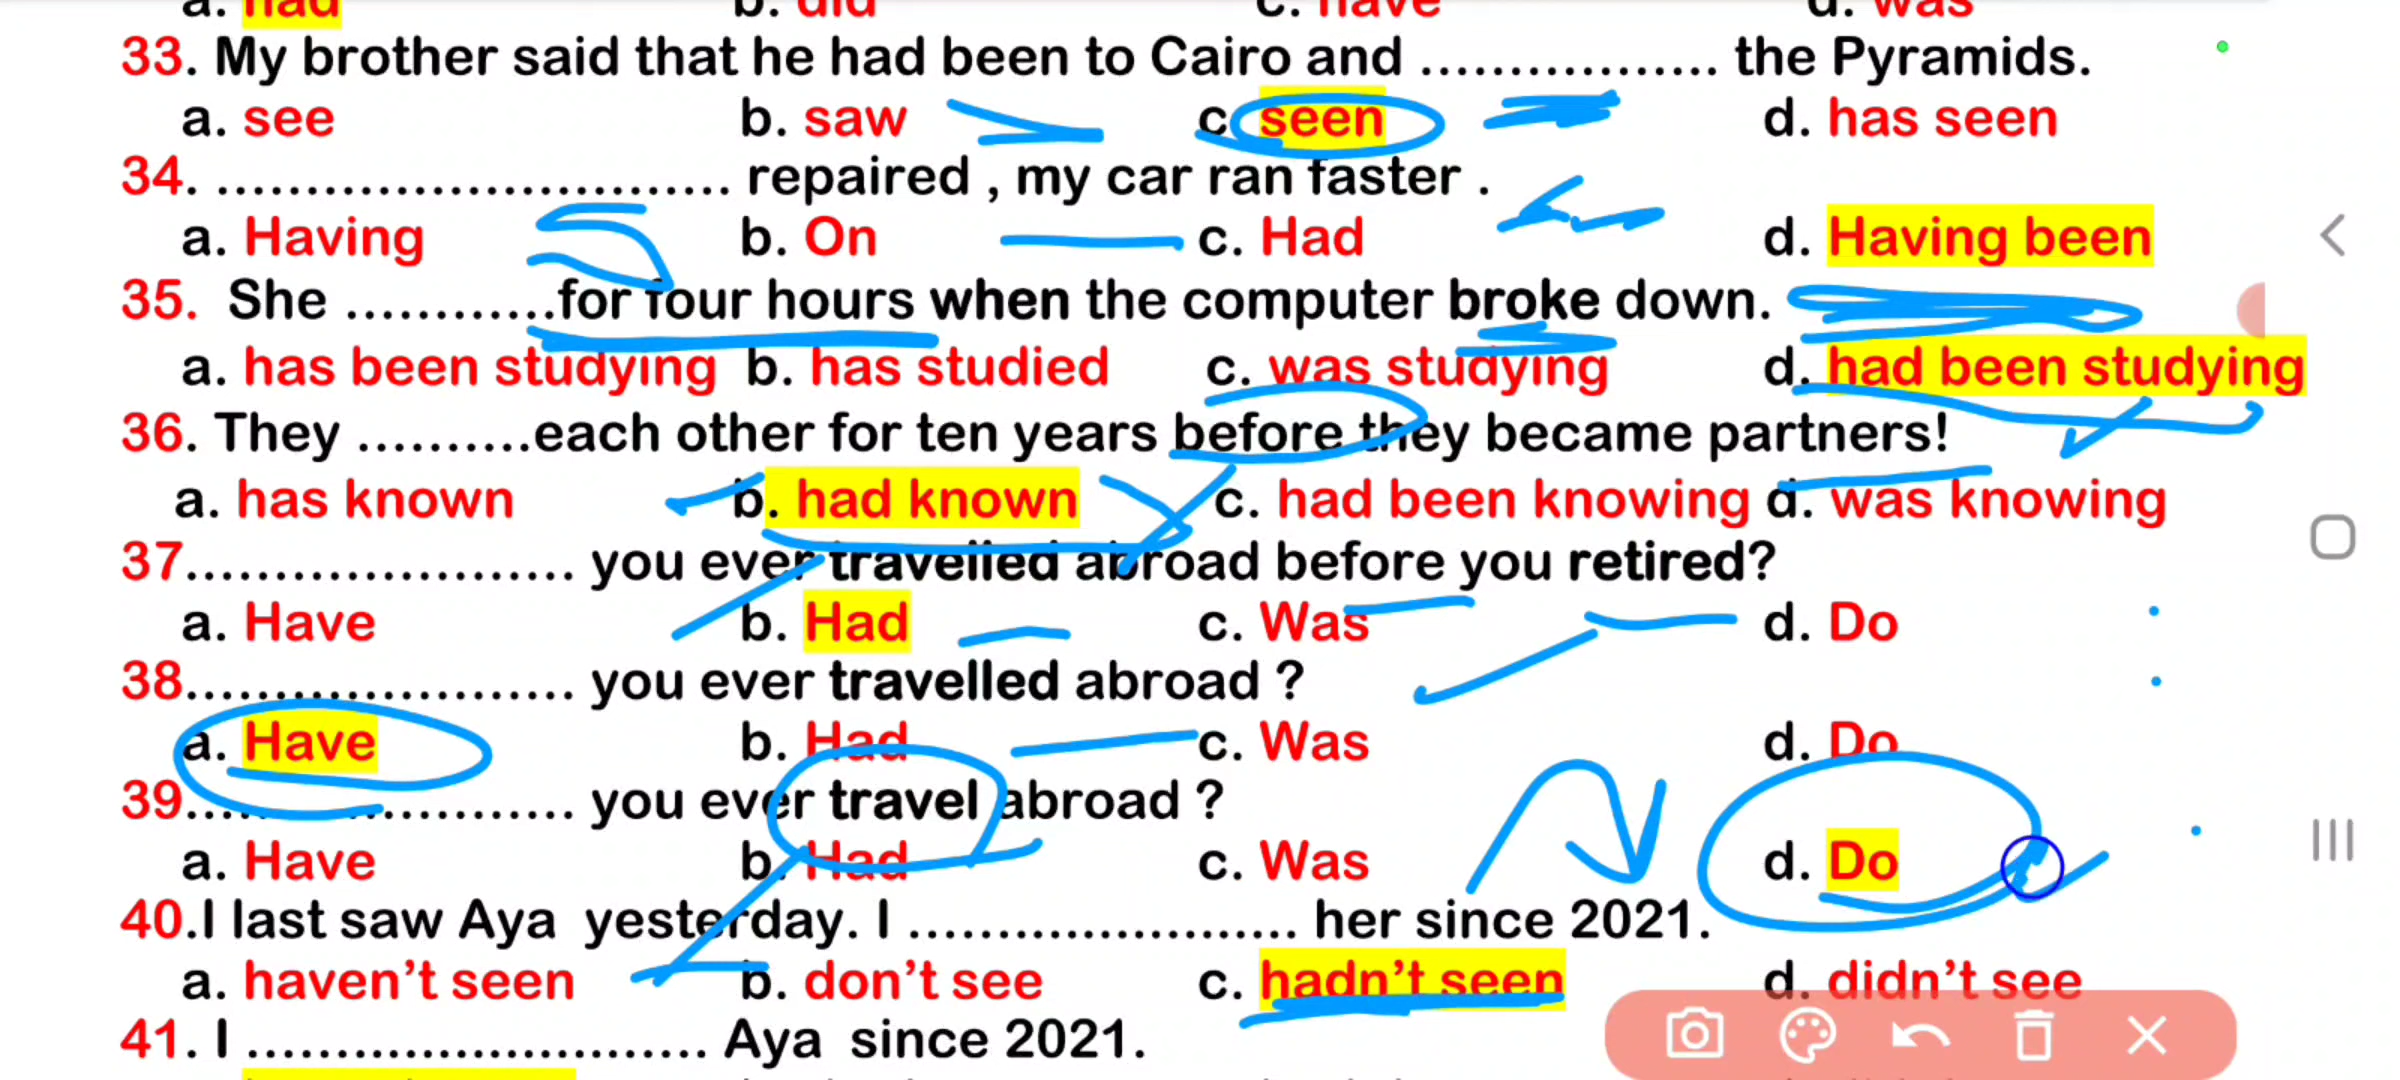 a. had b. did c. have d. was
33. My brother said that he had been to Cairo and ................. the Pyramids.
a. see b. saw c. seen d. has seen
34. ............................. repaired , my car ran faster .
a. Having b. On c. Had d. Having been
35. She ............for four hours when the computer broke down.
a. has been studying b. has studied c. was studying d. had been studying
36. They ..........each other for ten years before they became partners!
a. has known b. had known c. had been knowing d. was knowing
37...................... you ever travelled abroad before you retired?
a. Have b. Had c. Was d. Do
38...................... you ever travelled abroad ?
a. Have b. Had c. Was d. Do
39...................... you ever travel abroad ?
a. Have b. Had c. Was d. Do
40.I last saw Aya yesterday. I ...................... her since 2021.
a. haven't seen b. don't see c. hadn't seen d. didn't see
41. I .......................... Aya since 2021.